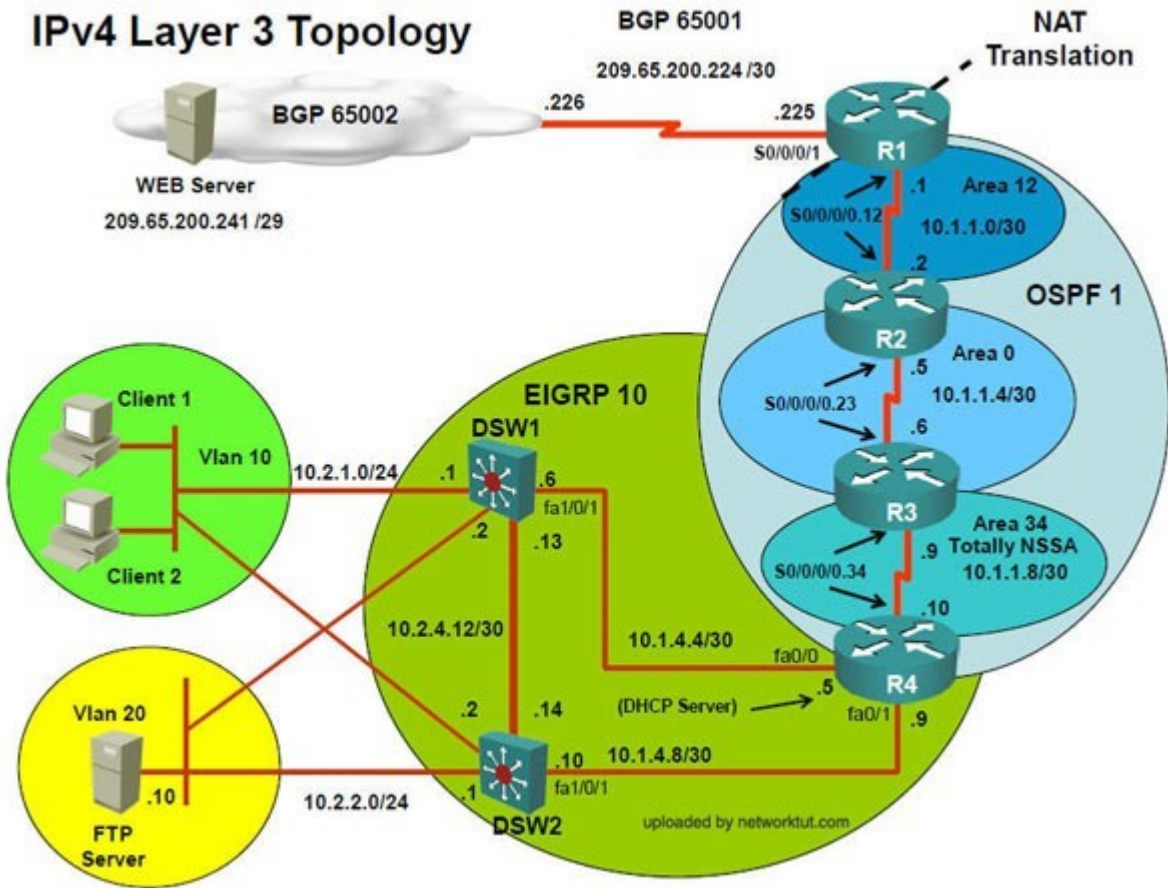 IPv4 Layer 3 Topology
BGP 65001
NAT
Translation
209.65.200.224 /30
BGP 65002
.226
.225
S0/0/0/1
R1
WEB Server
209.65.200.241 /29
.1
Area 12
S0/0/0/0.12
10.1.1.0/30
.2
OSPF 1
R2
Area 0
.5
10.1.1.4/30
S0/0/0/0.23
.6
R3
Area 34
Totally NSSA
.9
10.1.1.8/30
S0/0/0/0.34
.10
R4
Client 1
Vlan 10
Client 2
EIGRP 10
DSW1
10.2.1.0/24
.1
.6
fa1/0/1
.2
.13
10.2.4.12/30
10.1.4.4/30
fa0/0
.5
(DHCP Server)
fa0/1
.9
Vlan 20
.2
.14
.10
10.1.4.8/30
fa1/0/1
.10
.1
10.2.2.0/24
DSW2
FTP
Server
uploaded by networktut.com